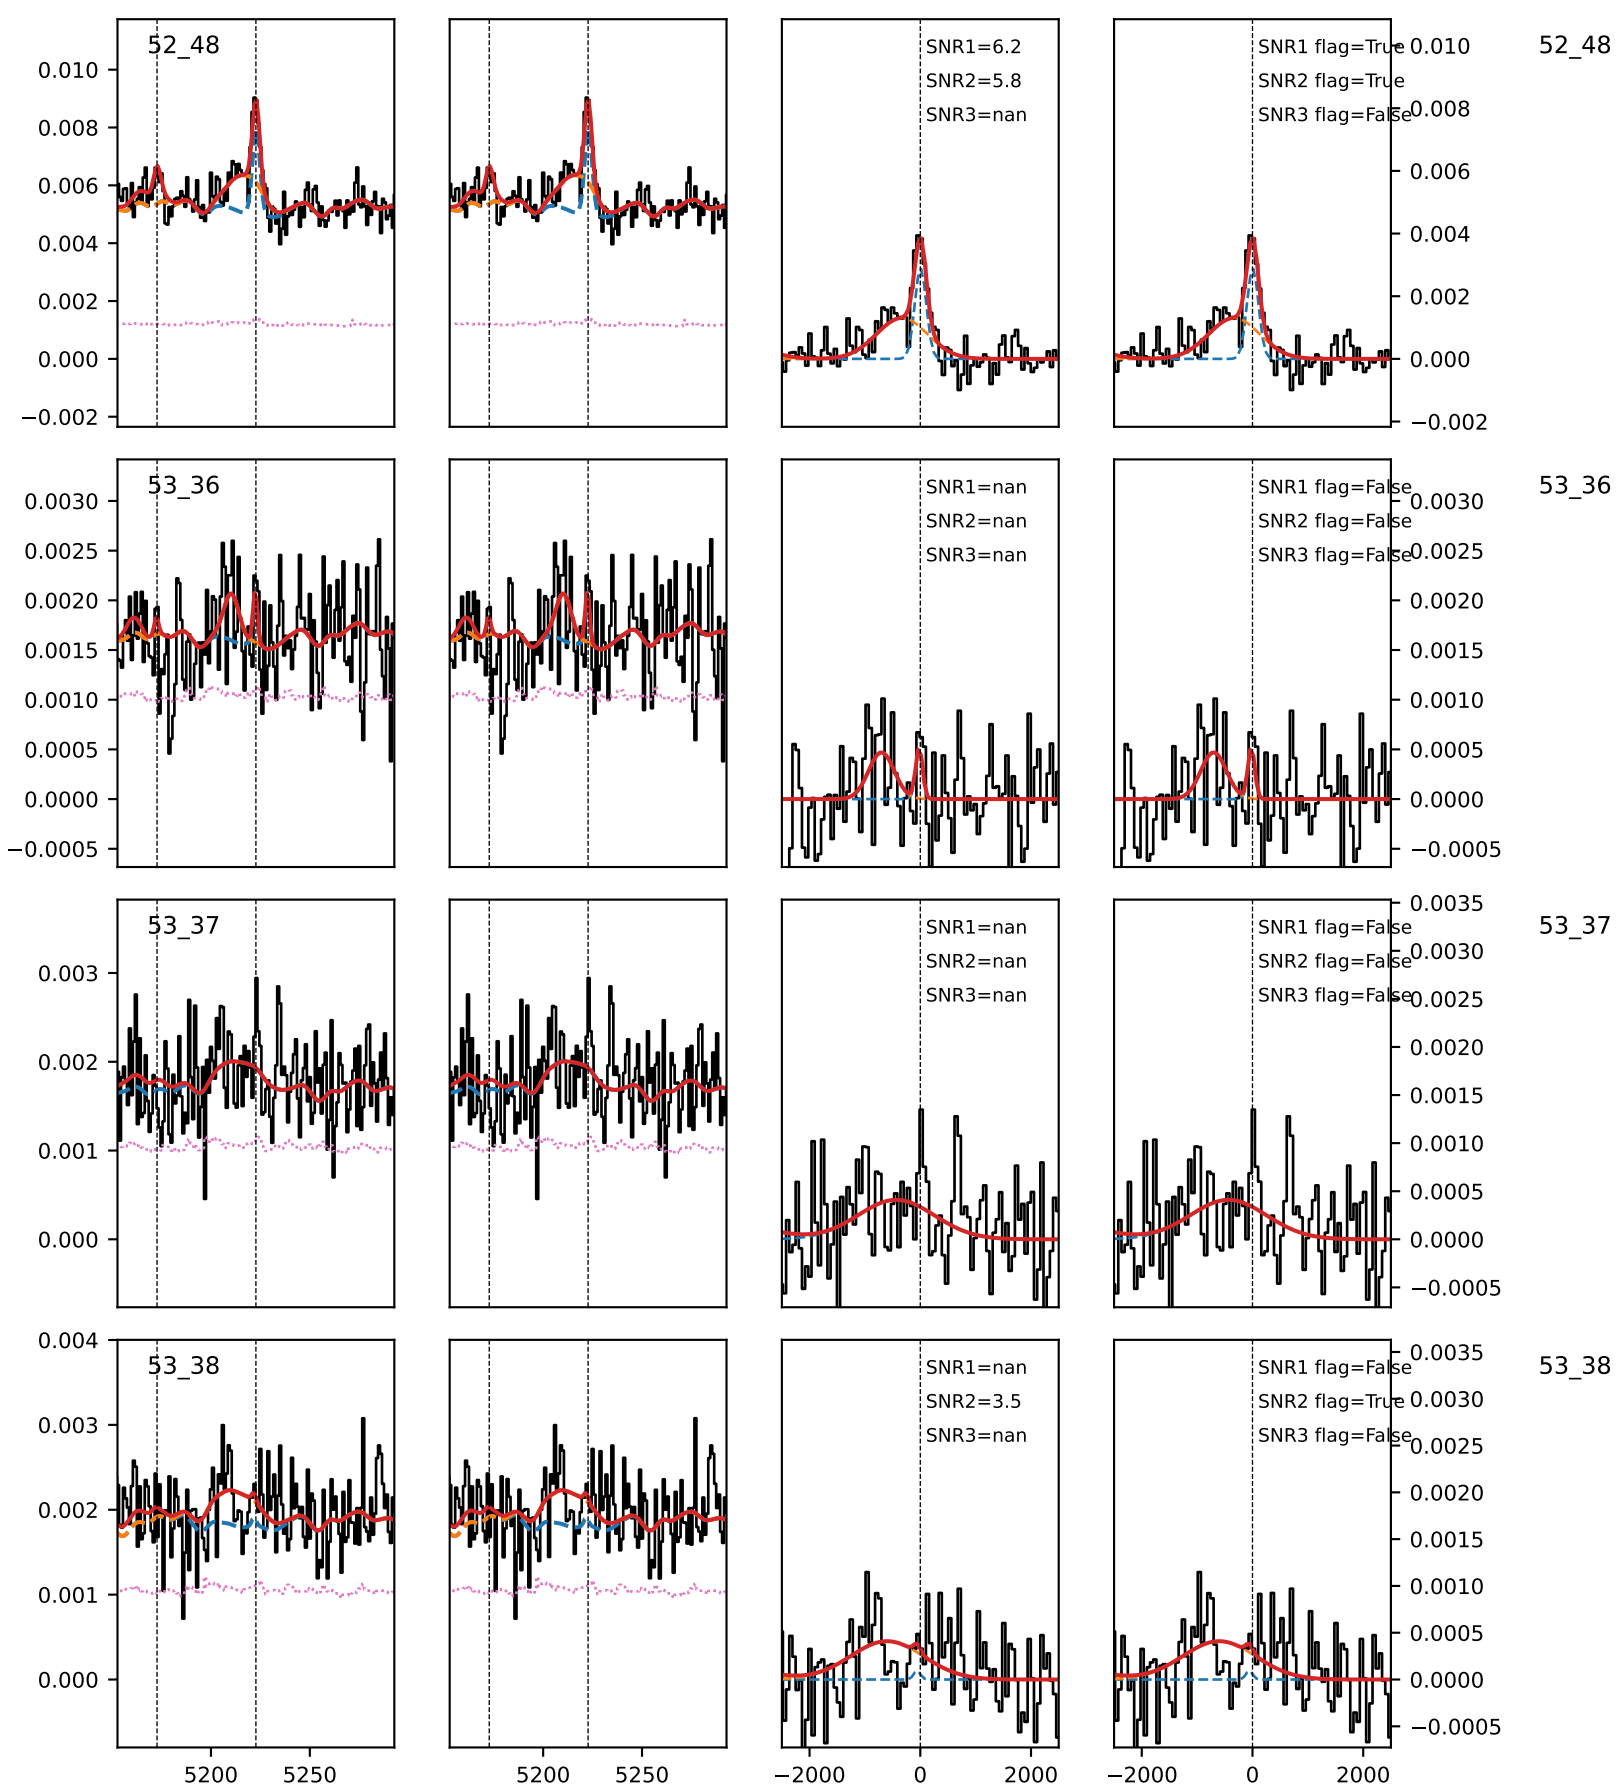 52_48
SNR1=6.2
SNR2=5.8
SNR3=nan
SNR1 flag=True
SNR2 flag=True
SNR3 flag=False
52_48
0.010
0.008
0.006
0.004
0.002
0.000
−0.002
0.010
0.008
0.006
0.004
0.002
0.000
−0.002
53_36
SNR1=nan
SNR2=nan
SNR3=nan
SNR1 flag=False
SNR2 flag=False
SNR3 flag=False
53_36
0.0030
0.0025
0.0020
0.0015
0.0010
0.0005
0.0000
−0.0005
0.0030
0.0025
0.0020
0.0015
0.0010
0.0005
0.0000
−0.0005
53_37
SNR1=nan
SNR2=nan
SNR3=nan
SNR1 flag=False
SNR2 flag=False
SNR3 flag=False
53_37
0.003
0.002
0.001
0.000
0.0035
0.0030
0.0025
0.0020
0.0015
0.0010
0.0005
0.0000
−0.0005
53_38
SNR1=nan
SNR2=3.5
SNR3=nan
SNR1 flag=False
SNR2 flag=True
SNR3 flag=False
53_38
0.004
0.003
0.002
0.001
0.000
0.0035
0.0030
0.0025
0.0020
0.0015
0.0010
0.0005
0.0000
−0.0005
5200 5250
5200 5250
−2000 0 2000
−2000 0 2000